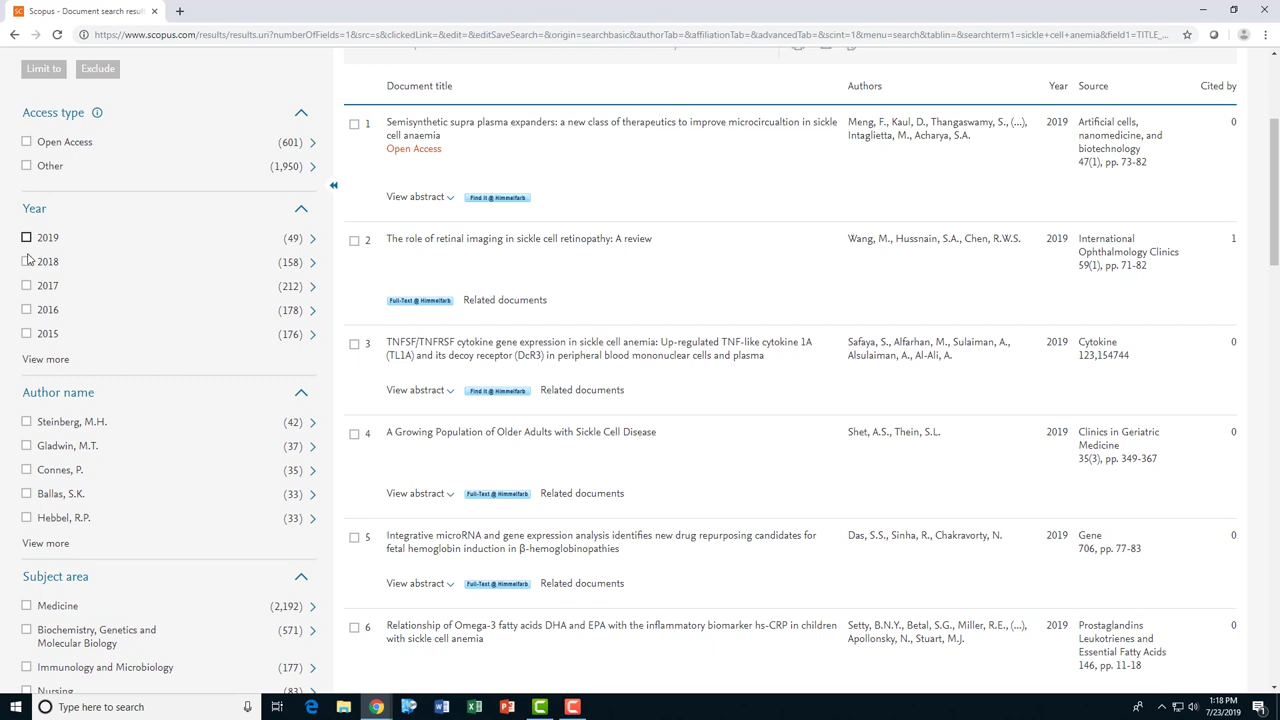 Scopus - Document search resul
https://www.scopus.com/results/results.uri?numberOfFields=1&src=s&clickedLink=&edit=&editSaveSearch=&origin=searchbasic&authorTab=&affiliationTab=&advancedTab=&scint=1&menu=search&tablin=&searchterm1=sickle+cell+anemia&field1=TITLE_...
Limit to
Exclude
Document title
Authors
Year
Source
Cited by
Access type
Open Access
(601)
Other
(1,950)
Year
2019
(49)
2018
(158)
2017
(212)
2016
(178)
2015
(176)
View more
Author name
Steinberg, M.H.
(42)
Gladwin, M.T.
(37)
Connes, P.
(35)
Ballas, S.K.
(33)
Hebbel, R.P.
(33)
View more
Subject area
Medicine
(2,192)
Biochemistry, Genetics and
Molecular Biology
(571)
Immunology and Microbiology
(177)
Nursing
(83)
1
Semisynthetic supra plasma expanders: a new class of therapeutics to improve microcircualtion in sickle
cell anaemia
Open Access
Meng, F., Kaul, D., Thangaswamy, S., (...),
Intaglietta, M., Acharya, S.A.
2019
Artificial cells,
nanomedicine, and
biotechnology
47(1), pp. 73-82
0
View abstract
Find It @ Himmelfarb
2
The role of retinal imaging in sickle cell retinopathy: A review
Wang, M., Hussnain, S.A., Chen, R.W.S.
2019
International
Ophthalmology Clinics
59(1), pp. 71-82
1
Full-Text @ Himmelfarb
Related documents
3
TNFSF/TNFRSF cytokine gene expression in sickle cell anemia: Up-regulated TNF-like cytokine 1A
(TL1A) and its decoy receptor (DcR3) in peripheral blood mononuclear cells and plasma
Safaya, S., Alfarhan, M., Sulaiman, A.,
Alsulaiman, A., Al-Ali, A.
2019
Cytokine
123,154744
0
View abstract
Find It @ Himmelfarb
Related documents
4
A Growing Population of Older Adults with Sickle Cell Disease
Shet, A.S., Thein, S.L.
2019
Clinics in Geriatric
Medicine
35(3), pp. 349-367
0
View abstract
Full-Text @ Himmelfarb
Related documents
5
Integrative microRNA and gene expression analysis identifies new drug repurposing candidates for
fetal hemoglobin induction in β-hemoglobinopathies
Das, S.S., Sinha, R., Chakravorty, N.
2019
Gene
706, pp. 77-83
0
View abstract
Full-Text @ Himmelfarb
Related documents
6
Relationship of Omega-3 fatty acids DHA and EPA with the inflammatory biomarker hs-CRP in children
with sickle cell anemia
Setty, B.N.Y., Betal, S.G., Miller, R.E., (...),
Apollonsky, N., Stuart, M.J.
2019
Prostaglandins
Leukotrienes and
Essential Fatty Acids
146, pp. 11-18
0
Type here to search
1:18 PM
7/23/2019